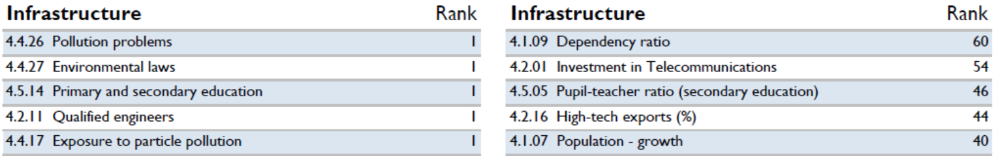 Infrastructure Rank
4.4.26 Pollution problems 1
4.4.27 Environmental laws 1
4.5.14 Primary and secondary education 1
4.2.11 Qualified engineers 1
4.4.17 Exposure to particle pollution 1
Infrastructure Rank
4.1.09 Dependency ratio 60
4.2.01 Investment in Telecommunications 54
4.5.05 Pupil-teacher ratio (secondary education) 46
4.2.16 High-tech exports (%) 44
4.1.07 Population - growth 40